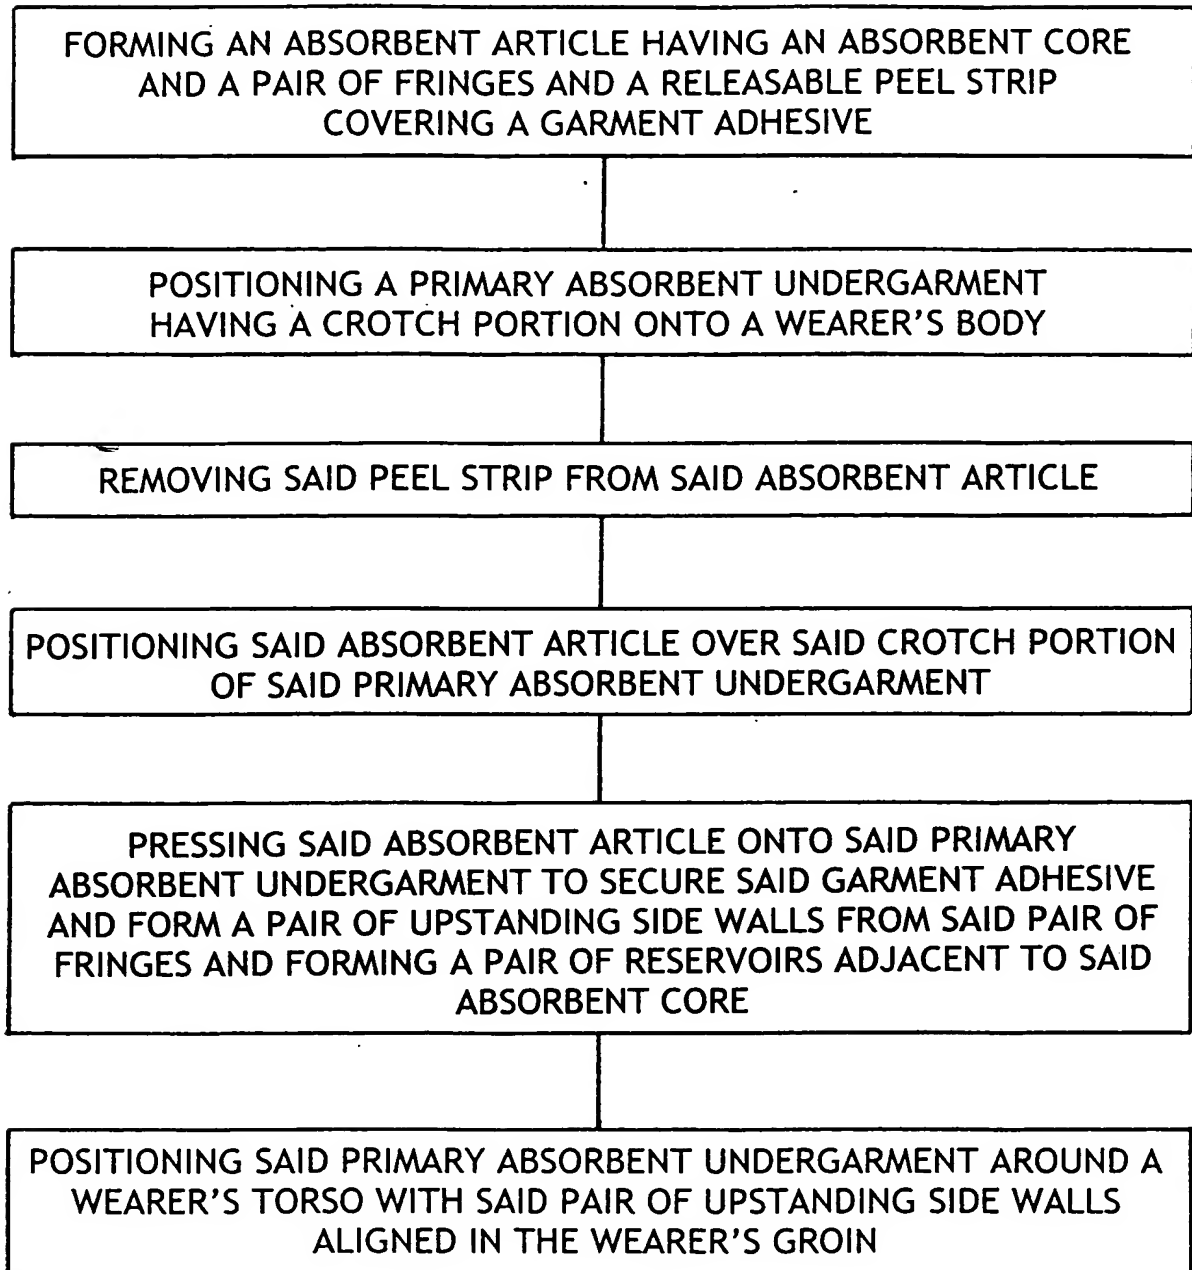 FORMING AN ABSORBENT ARTICLE HAVING AN ABSORBENT CORE
AND A PAIR OF FRINGES AND A RELEASABLE PEEL STRIP
COVERING A GARMENT ADHESIVE
POSITIONING A PRIMARY ABSORBENT UNDERGARMENT
HAVING A CROTCH PORTION ONTO A WEARER'S BODY
REMOVING SAID PEEL STRIP FROM SAID ABSORBENT ARTICLE
POSITIONING SAID ABSORBENT ARTICLE OVER SAID CROTCH PORTION
OF SAID PRIMARY ABSORBENT UNDERGARMENT
PRESSING SAID ABSORBENT ARTICLE ONTO SAID PRIMARY
ABSORBENT UNDERGARMENT TO SECURE SAID GARMENT ADHESIVE
AND FORM A PAIR OF UPSTANDING SIDE WALLS FROM SAID PAIR OF
FRINGES AND FORMING A PAIR OF RESERVOIRS ADJACENT TO SAID
ABSORBENT CORE
POSITIONING SAID PRIMARY ABSORBENT UNDERGARMENT AROUND A
WEARER'S TORSO WITH SAID PAIR OF UPSTANDING SIDE WALLS
ALIGNED IN THE WEARER'S GROIN